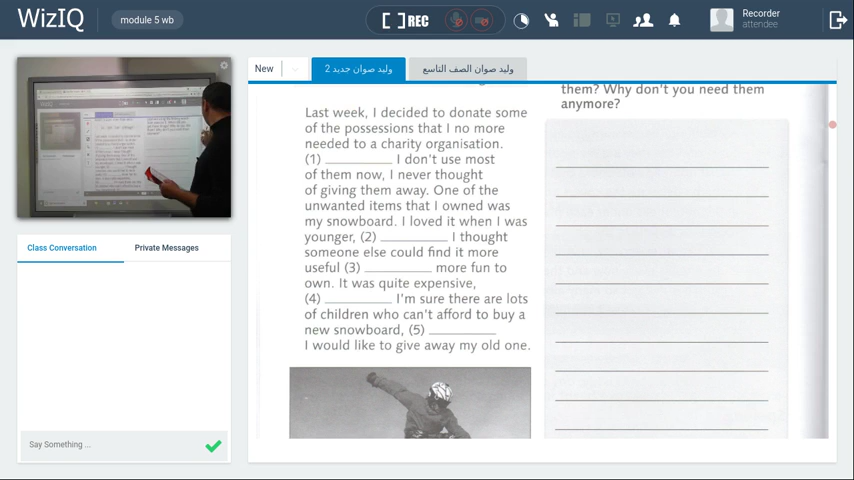 WizIQ
module 5 wb
[ ] REC
Recorder
attendee
New
وليد صوان جديد 2
وليد صوان الصف التاسع
Last week, I decided to donate some
of the possessions that I no more
needed to a charity organisation.
(1) __________ I don't use most
of them now, I never thought
of giving them away. One of the
unwanted items that I owned was
my snowboard. I loved it when I was
younger, (2) __________ I thought
someone else could find it more
useful (3) __________ more fun to
own. It was quite expensive,
(4) __________ I'm sure there are lots
of children who can't afford to buy a
new snowboard, (5) __________
I would like to give away my old one.
them? Why don't you need them
anymore?
Class Conversation
Private Messages
Say Something ...